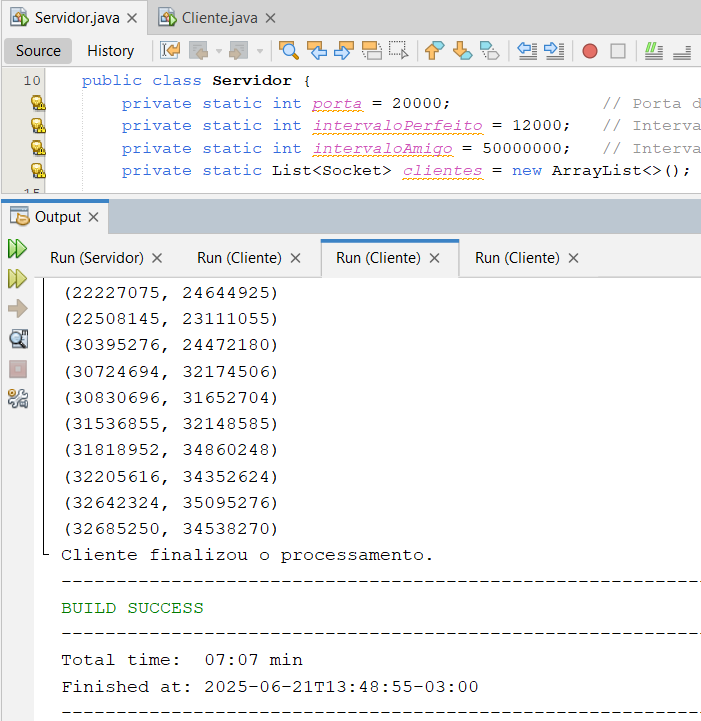 Servidor.java Cliente.java
Source History
10 public class Servidor {
private static int porta = 20000; // Porta d
private static int intervaloPerfeito = 12000; // Interva
private static int intervaloAmigo = 50000000; // Interva
private static List<Socket> clientes = new ArrayList<>();
Output
Run (Servidor) Run (Cliente) Run (Cliente) Run (Cliente)
(22227075, 24644925)
(22508145, 23111055)
(30395276, 24472180)
(30724694, 32174506)
(30830696, 31652704)
(31536855, 32148585)
(31818952, 34860248)
(32205616, 34352624)
(32642324, 35095276)
(32685250, 34538270)
Cliente finalizou o processamento.
------------------------------------------------------------
BUILD SUCCESS
------------------------------------------------------------
Total time: 07:07 min
Finished at: 2025-06-21T13:48:55-03:00
------------------------------------------------------------